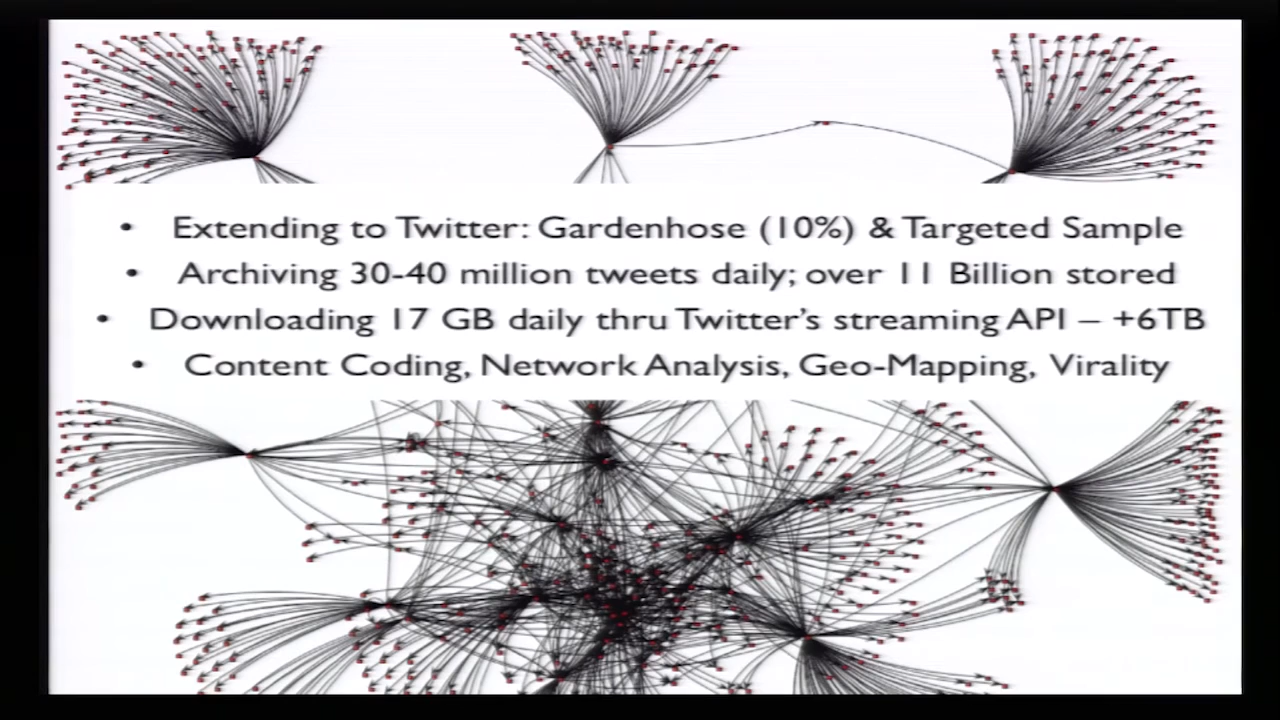 • Extending to Twitter: Gardenhose (10%) & Targeted Sample
• Archiving 30-40 million tweets daily; over 11 Billion stored
• Downloading 17 GB daily thru Twitter's streaming API – +6TB
• Content Coding, Network Analysis, Geo-Mapping, Virality